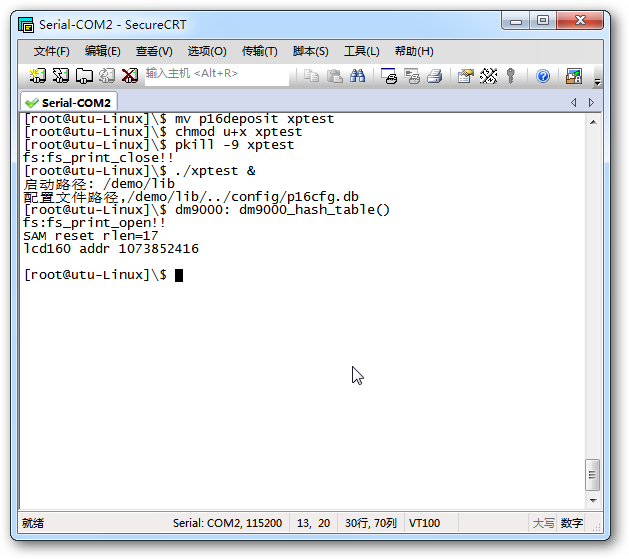 Serial-COM2 - SecureCRT
文件(F) 编辑(E) 查看(V) 选项(O) 传输(T) 脚本(S) 工具(L) 帮助(H)
输入主机 <Alt+R>
Serial-COM2
[root@utu-Linux]\$ mv p16deposit xptest
[root@utu-Linux]\$ chmod u+x xptest
[root@utu-Linux]\$ pkill -9 xptest
fs:fs_print_close!!
[root@utu-Linux]\$ ./xptest &
启动路径: /demo/lib
配置文件路径,/demo/lib/../config/p16cfg.db
[root@utu-Linux]\$ dm9000: dm9000_hash_table()
fs:fs_print_open!!
SAM reset rlen=17
lcd160 addr 1073852416
[root@utu-Linux]\$
就绪 Serial: COM2, 115200 13, 20 30行, 70列 VT100 大写 数字